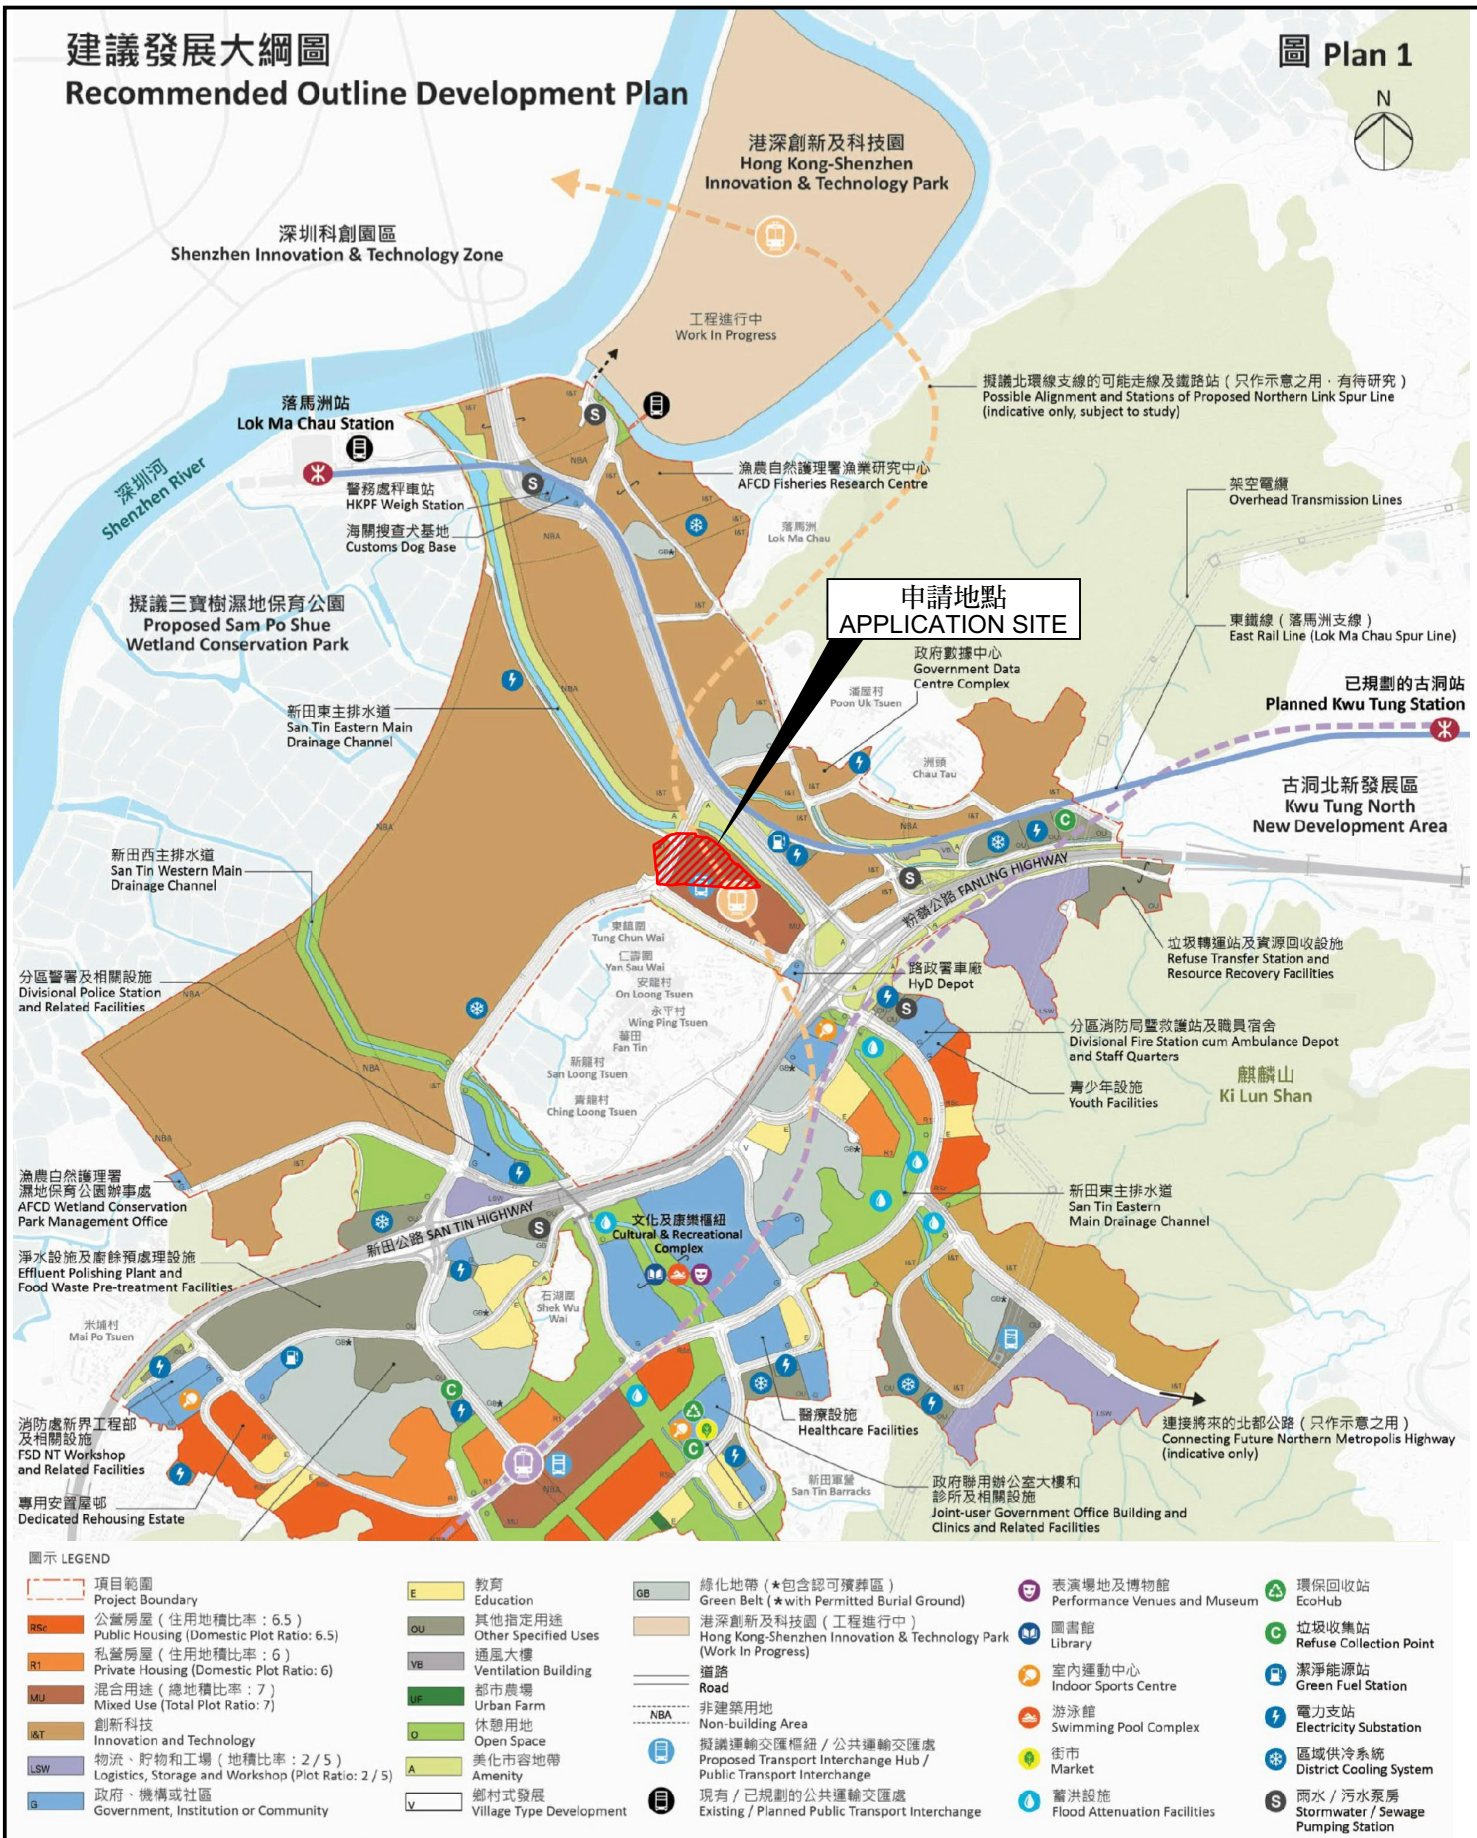 建議發展大綱圖
Recommended Outline Development Plan
圖 Plan 1
N
港深創新及科技園
Hong Kong-Shenzhen
Innovation & Technology Park
深圳科創園區
Shenzhen Innovation & Technology Zone
工程進行中
Work In Progress
擬議北環線支線的可能走線及鐵路站（只作示意之用，有待研究）
Possible Alignment and Stations of Proposed Northern Link Spur Line
(indicative only, subject to study)
落馬洲站
Lok Ma Chau Station
深圳河
Shenzhen River
警務處秤車站
HKPF Weigh Station
海關搜查犬基地
Customs Dog Base
漁農自然護理署漁業研究中心
AFCD Fisheries Research Centre
落馬洲
Lok Ma Chau
架空電纜
Overhead Transmission Lines
擬議三寶樹濕地保育公園
Proposed Sam Po Shue
Wetland Conservation Park
申請地點
APPLICATION SITE
東鐵線（落馬洲支線）
East Rail Line (Lok Ma Chau Spur Line)
政府數據中心
Government Data
Centre Complex
潘屋村
Poon Uk Tsuen
已規劃的古洞站
Planned Kwu Tung Station
新田東主排水道
San Tin Eastern Main
Drainage Channel
洲頭
Chau Tau
古洞北新發展區
Kwu Tung North
New Development Area
新田西主排水道
San Tin Western Main
Drainage Channel
粉嶺公路 FANLING HIGHWAY
東鎮圍
Tung Chun Wai
仁壽圍
Yan Sau Wai
安龍村
On Loong Tsuen
永平村
Wing Ping Tsuen
蕃田
Fan Tin
新龍村
San Loong Tsuen
青龍村
Ching Loong Tsuen
路政署車廠
HyD Depot
垃圾轉運站及資源回收設施
Refuse Transfer Station and
Resource Recovery Facilities
分區警署及相關設施
Divisional Police Station
and Related Facilities
分區消防局暨救護站及職員宿舍
Divisional Fire Station cum Ambulance Depot
and Staff Quarters
青少年設施
Youth Facilities
麒麟山
Ki Lun Shan
漁農自然護理署
濕地保育公園辦事處
AFCD Wetland Conservation
Park Management Office
新田公路 SAN TIN HIGHWAY
文化及康樂樞紐
Cultural & Recreational
Complex
新田東主排水道
San Tin Eastern
Main Drainage Channel
淨水設施及廚餘預處理設施
Effluent Polishing Plant and
Food Waste Pre-treatment Facilities
石湖圍
Shek Wu
Wai
米埔村
Mai Po Tsuen
消防處新界工程部
及相關設施
FSD NT Workshop
and Related Facilities
專用安置屋邨
Dedicated Rehousing Estate
醫療設施
Healthcare Facilities
新田軍營
San Tin Barracks
政府聯用辦公室大樓和
診所及相關設施
Joint-user Government Office Building and
Clinics and Related Facilities
連接將來的北都公路（只作示意之用）
Connecting Future Northern Metropolis Highway
(indicative only)
圖示 LEGEND
項目範圍
Project Boundary
RSc 公營房屋（住用地積比率：6.5）
Public Housing (Domestic Plot Ratio: 6.5)
R1 私營房屋（住用地積比率：6）
Private Housing (Domestic Plot Ratio: 6)
MU 混合用途（總地積比率：7）
Mixed Use (Total Plot Ratio: 7)
I&T 創新科技
Innovation and Technology
LSW 物流、貯物和工場（地積比率：2 / 5）
Logistics, Storage and Workshop (Plot Ratio: 2 / 5)
G 政府、機構或社區
Government, Institution or Community
E 教育
Education
OU 其他指定用途
Other Specified Uses
VB 通風大樓
Ventilation Building
UF 都市農場
Urban Farm
O 休憩用地
Open Space
A 美化市容地帶
Amenity
V 鄉村式發展
Village Type Development
GB 綠化地帶（★包含認可殯葬區）
Green Belt (★with Permitted Burial Ground)
港深創新及科技園（工程進行中）
Hong Kong-Shenzhen Innovation & Technology Park
(Work In Progress)
道路
Road
NBA 非建築用地
Non-building Area
擬議運輸交匯樞紐 / 公共運輸交匯處
Proposed Transport Interchange Hub /
Public Transport Interchange
現有 / 已規劃的公共運輸交匯處
Existing / Planned Public Transport Interchange
表演場地及博物館
Performance Venues and Museum
圖書館
Library
室內運動中心
Indoor Sports Centre
游泳館
Swimming Pool Complex
街市
Market
蓄洪設施
Flood Attenuation Facilities
環保回收站
EcoHub
C 垃圾收集站
Refuse Collection Point
潔淨能源站
Green Fuel Station
電力支站
Electricity Substation
區域供冷系統
District Cooling System
S 雨水 / 污水泵房
Stormwater / Sewage
Pumping Station